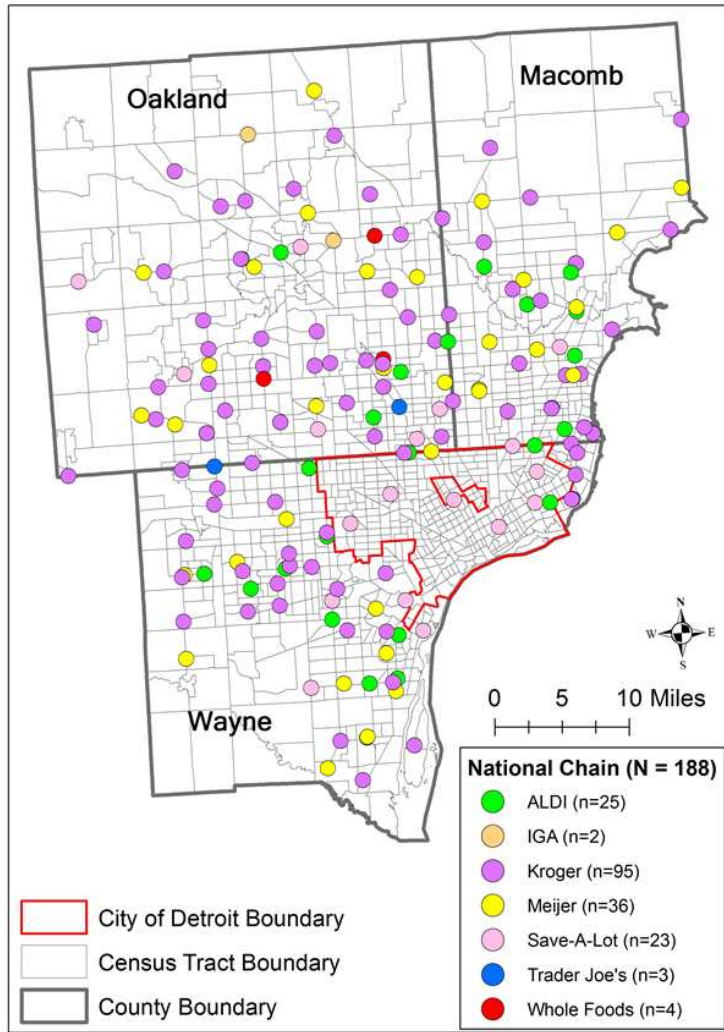 Oakland
Macomb
Wayne
N
W E
S
0 5 10 Miles
National Chain (N = 188)
ALDI (n=25)
IGA (n=2)
Kroger (n=95)
Meijer (n=36)
Save-A-Lot (n=23)
Trader Joe's (n=3)
Whole Foods (n=4)
City of Detroit Boundary
Census Tract Boundary
County Boundary